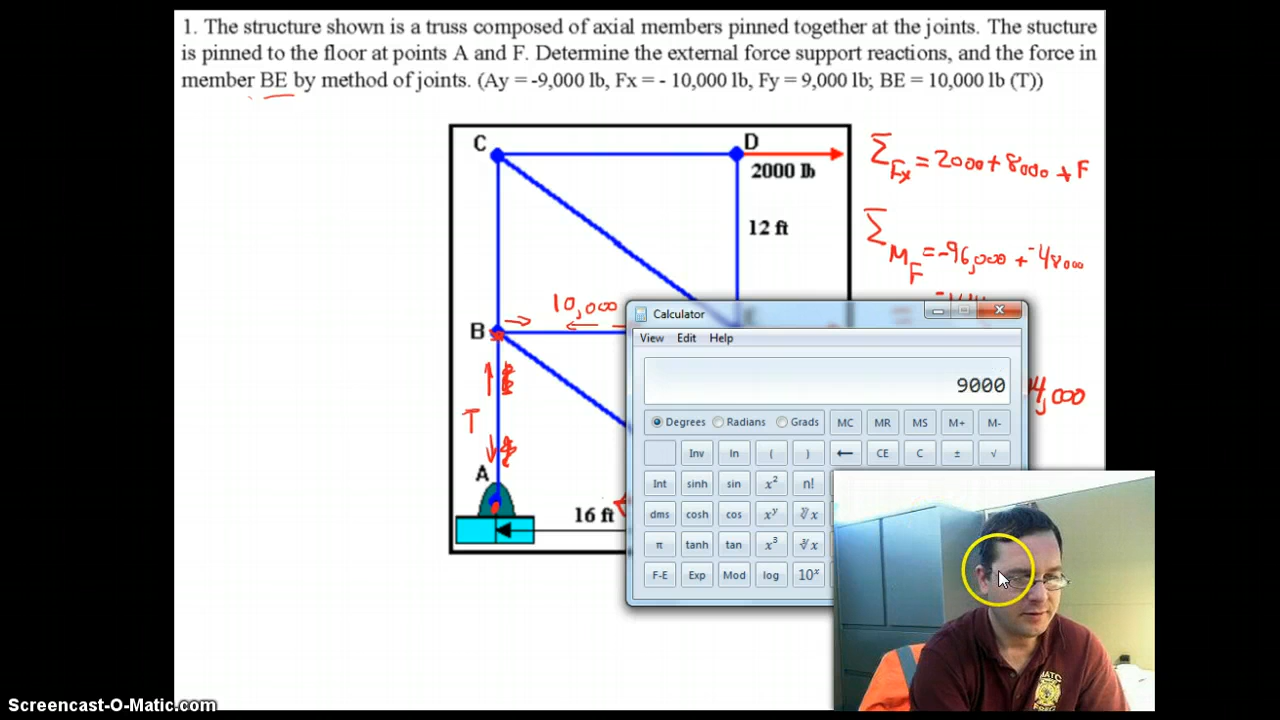 1. The structure shown is a truss composed of axial members pinned together at the joints. The stucture
is pinned to the floor at points A and F. Determine the external force support reactions, and the force in
member BE by method of joints. (Ay = -9,000 lb, Fx = - 10,000 lb, Fy = 9,000 lb; BE = 10,000 lb (T))
C
D
2000 lb
Σ Fx = 2000 + 8000 + F
12 ft
Σ M F = -96,000 + -48000
10,000
B
T
A
16 ft
4,000
Calculator
View Edit Help
9000
Degrees Radians Grads MC MR MS M+ M-
Inv ln ( ) ← CE C ± √
Int sinh sin x² n!
dms cosh cos xʸ ʸ√x
π tanh tan x³ ³√x
F-E Exp Mod log 10ˣ
Screencast-O-Matic.com